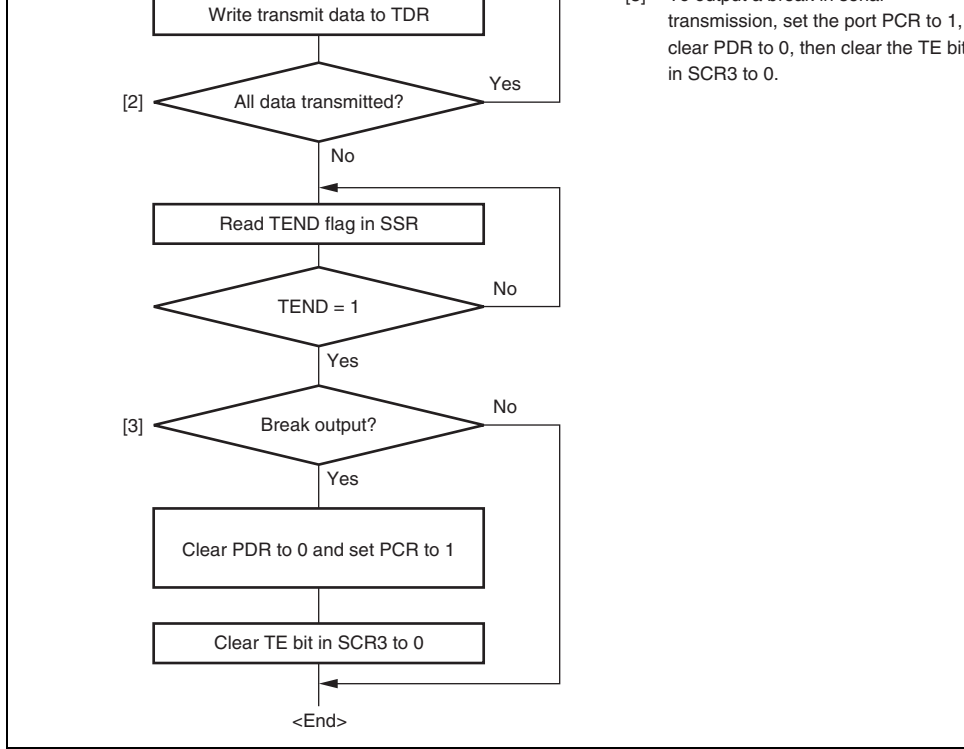 Write transmit data to TDR
transmission, set the port PCR to 1,
clear PDR to 0, then clear the TE bit
in SCR3 to 0.
[2]
All data transmitted?
Yes
No
Read TEND flag in SSR
TEND = 1
No
Yes
[3]
Break output?
No
Yes
Clear PDR to 0 and set PCR to 1
Clear TE bit in SCR3 to 0
<End>